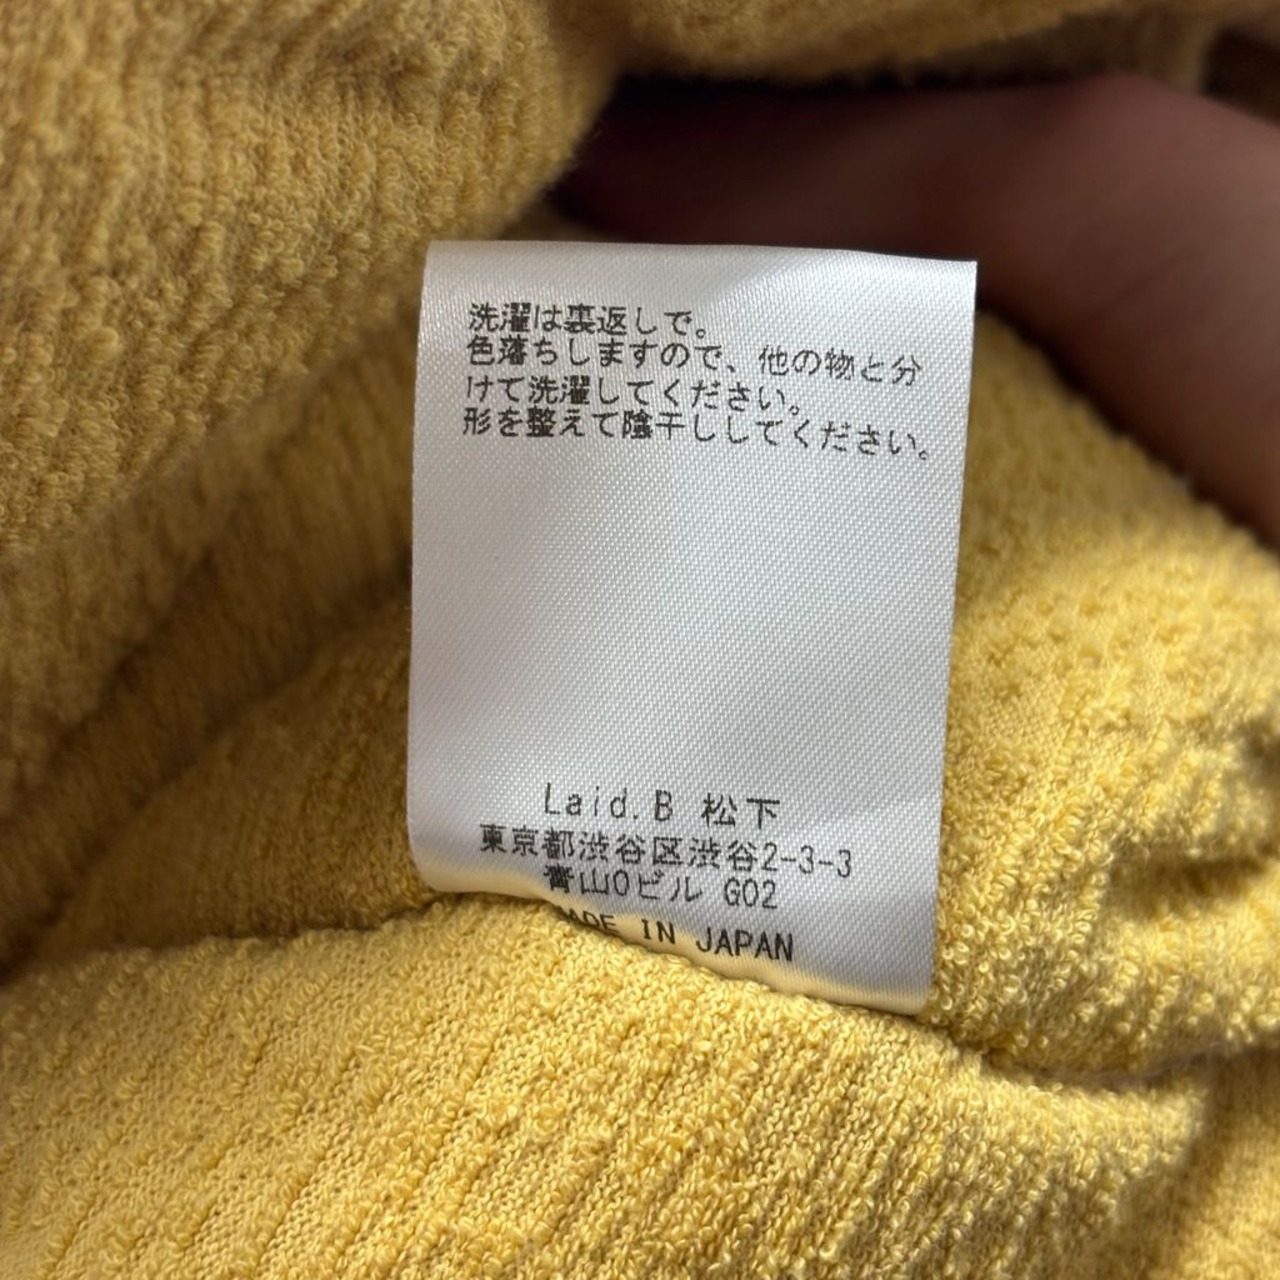 洗濯は裏返しで。
色落ちしますので、他の物と分
けて洗濯してください。
形を整えて陰干ししてください。
Laid.B 松下
東京都渋谷区渋谷2-3-3
青山Oビル G02
MADE IN JAPAN